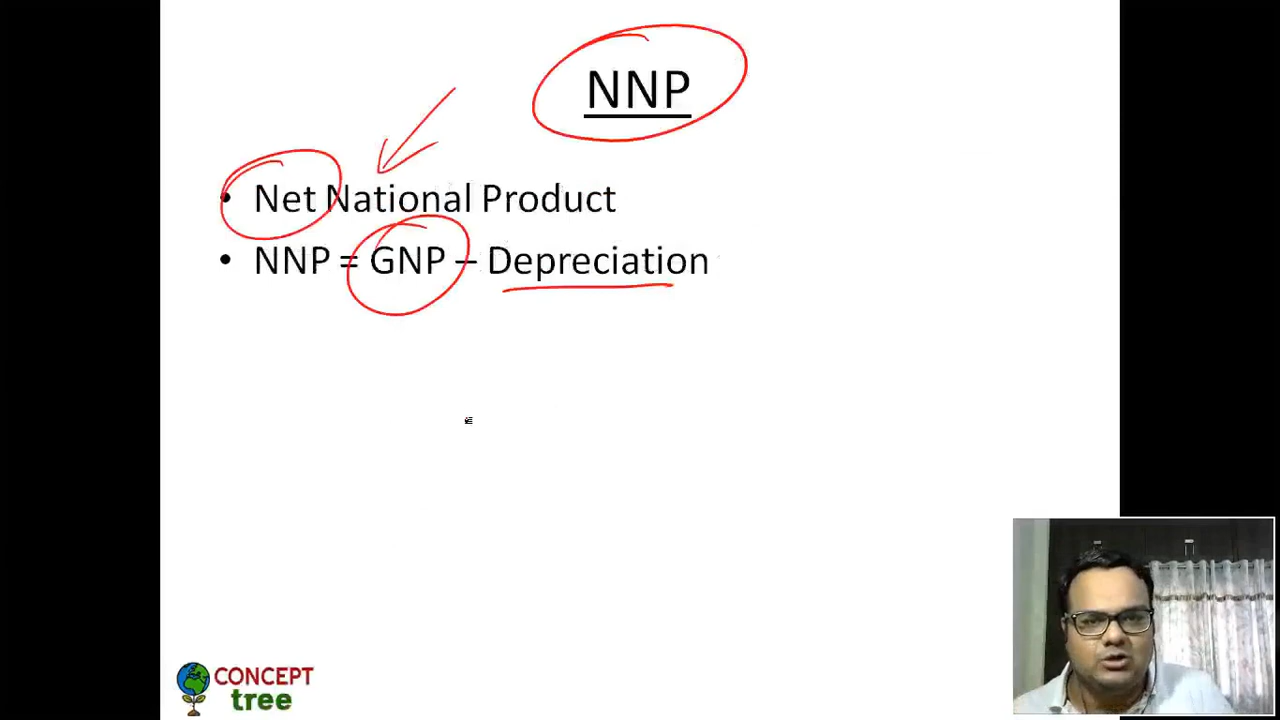 NNP
• Net National Product
• NNP = GNP – Depreciation
CONCEPT
tree